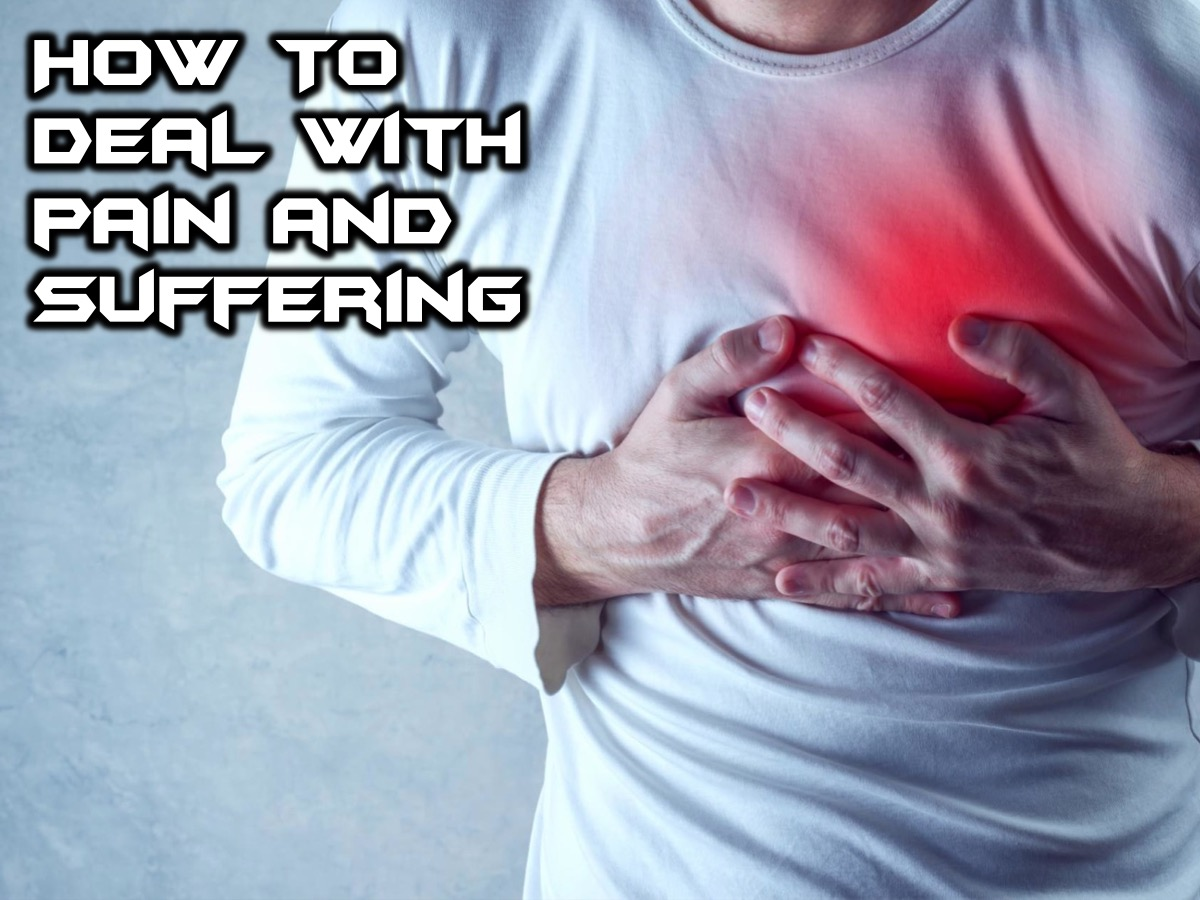 HOW TO
DEAL WITH
PAIN AND
SUFFERING